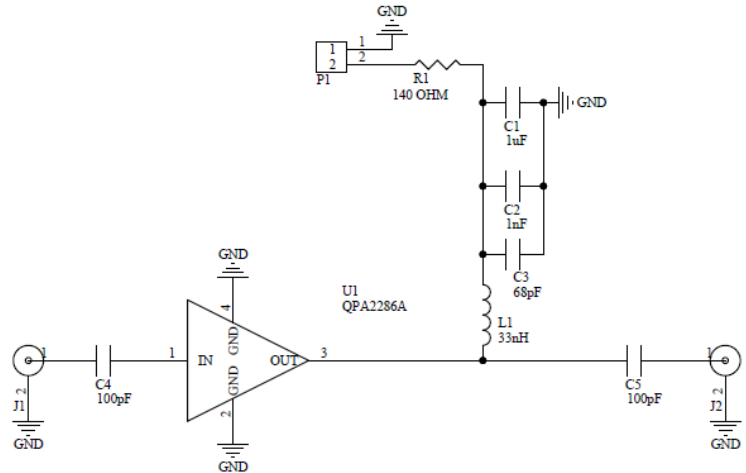 GND
1
1
2
2
P1
R1
140 OHM
GND
C1
1uF
C2
1nF
C3
68pF
GND
U1
QPA2286A
4
GND
L1
33nH
1
1
IN
OUT
3
1
C4
100pF
GND
C5
100pF
2
J1
2
2
J2
GND
GND
GND